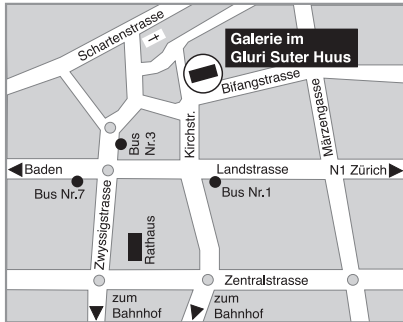 Schartenstrasse
Galerie im
Gluri Suter Huus
Bifangstrasse
Märzengasse
Kirchstr.
Bus
Nr.3
Baden
Landstrasse
N1 Zürich
Bus Nr.7
Bus Nr.1
Zwyssigstrasse
Rathaus
Zentralstrasse
zum
Bahnhof
zum
Bahnhof